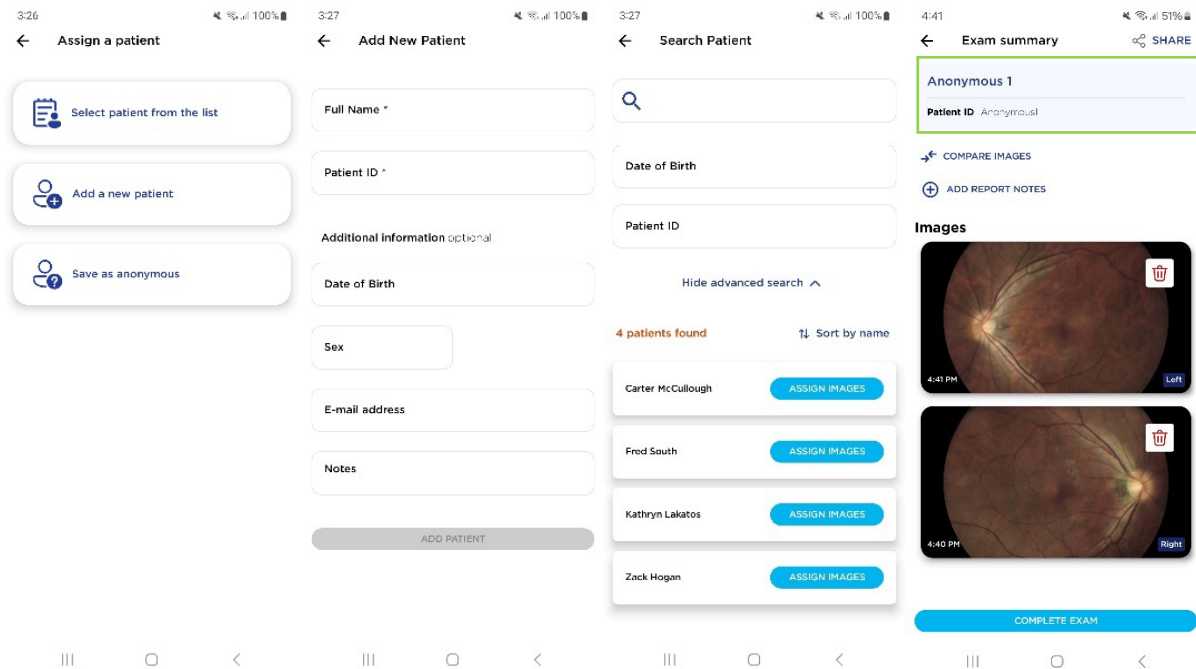 3:26
100%
Assign a patient
Select patient from the list
Add a new patient
Save as anonymous
3:27
100%
Add New Patient
Full Name *
Patient ID *
Additional information optional
Date of Birth
Sex
E-mail address
Notes
ADD PATIENT
3:27
100%
Search Patient
Date of Birth
Patient ID
Hide advanced search
4 patients found
Sort by name
Carter McCullough
ASSIGN IMAGES
Fred South
ASSIGN IMAGES
Kathryn Lakatos
ASSIGN IMAGES
Zack Hogan
ASSIGN IMAGES
4:41
51%
Exam summary
SHARE
Anonymous 1
Patient ID Anonymous1
COMPARE IMAGES
ADD REPORT NOTES
Images
4:41 PM
Left
4:40 PM
Right
COMPLETE EXAM